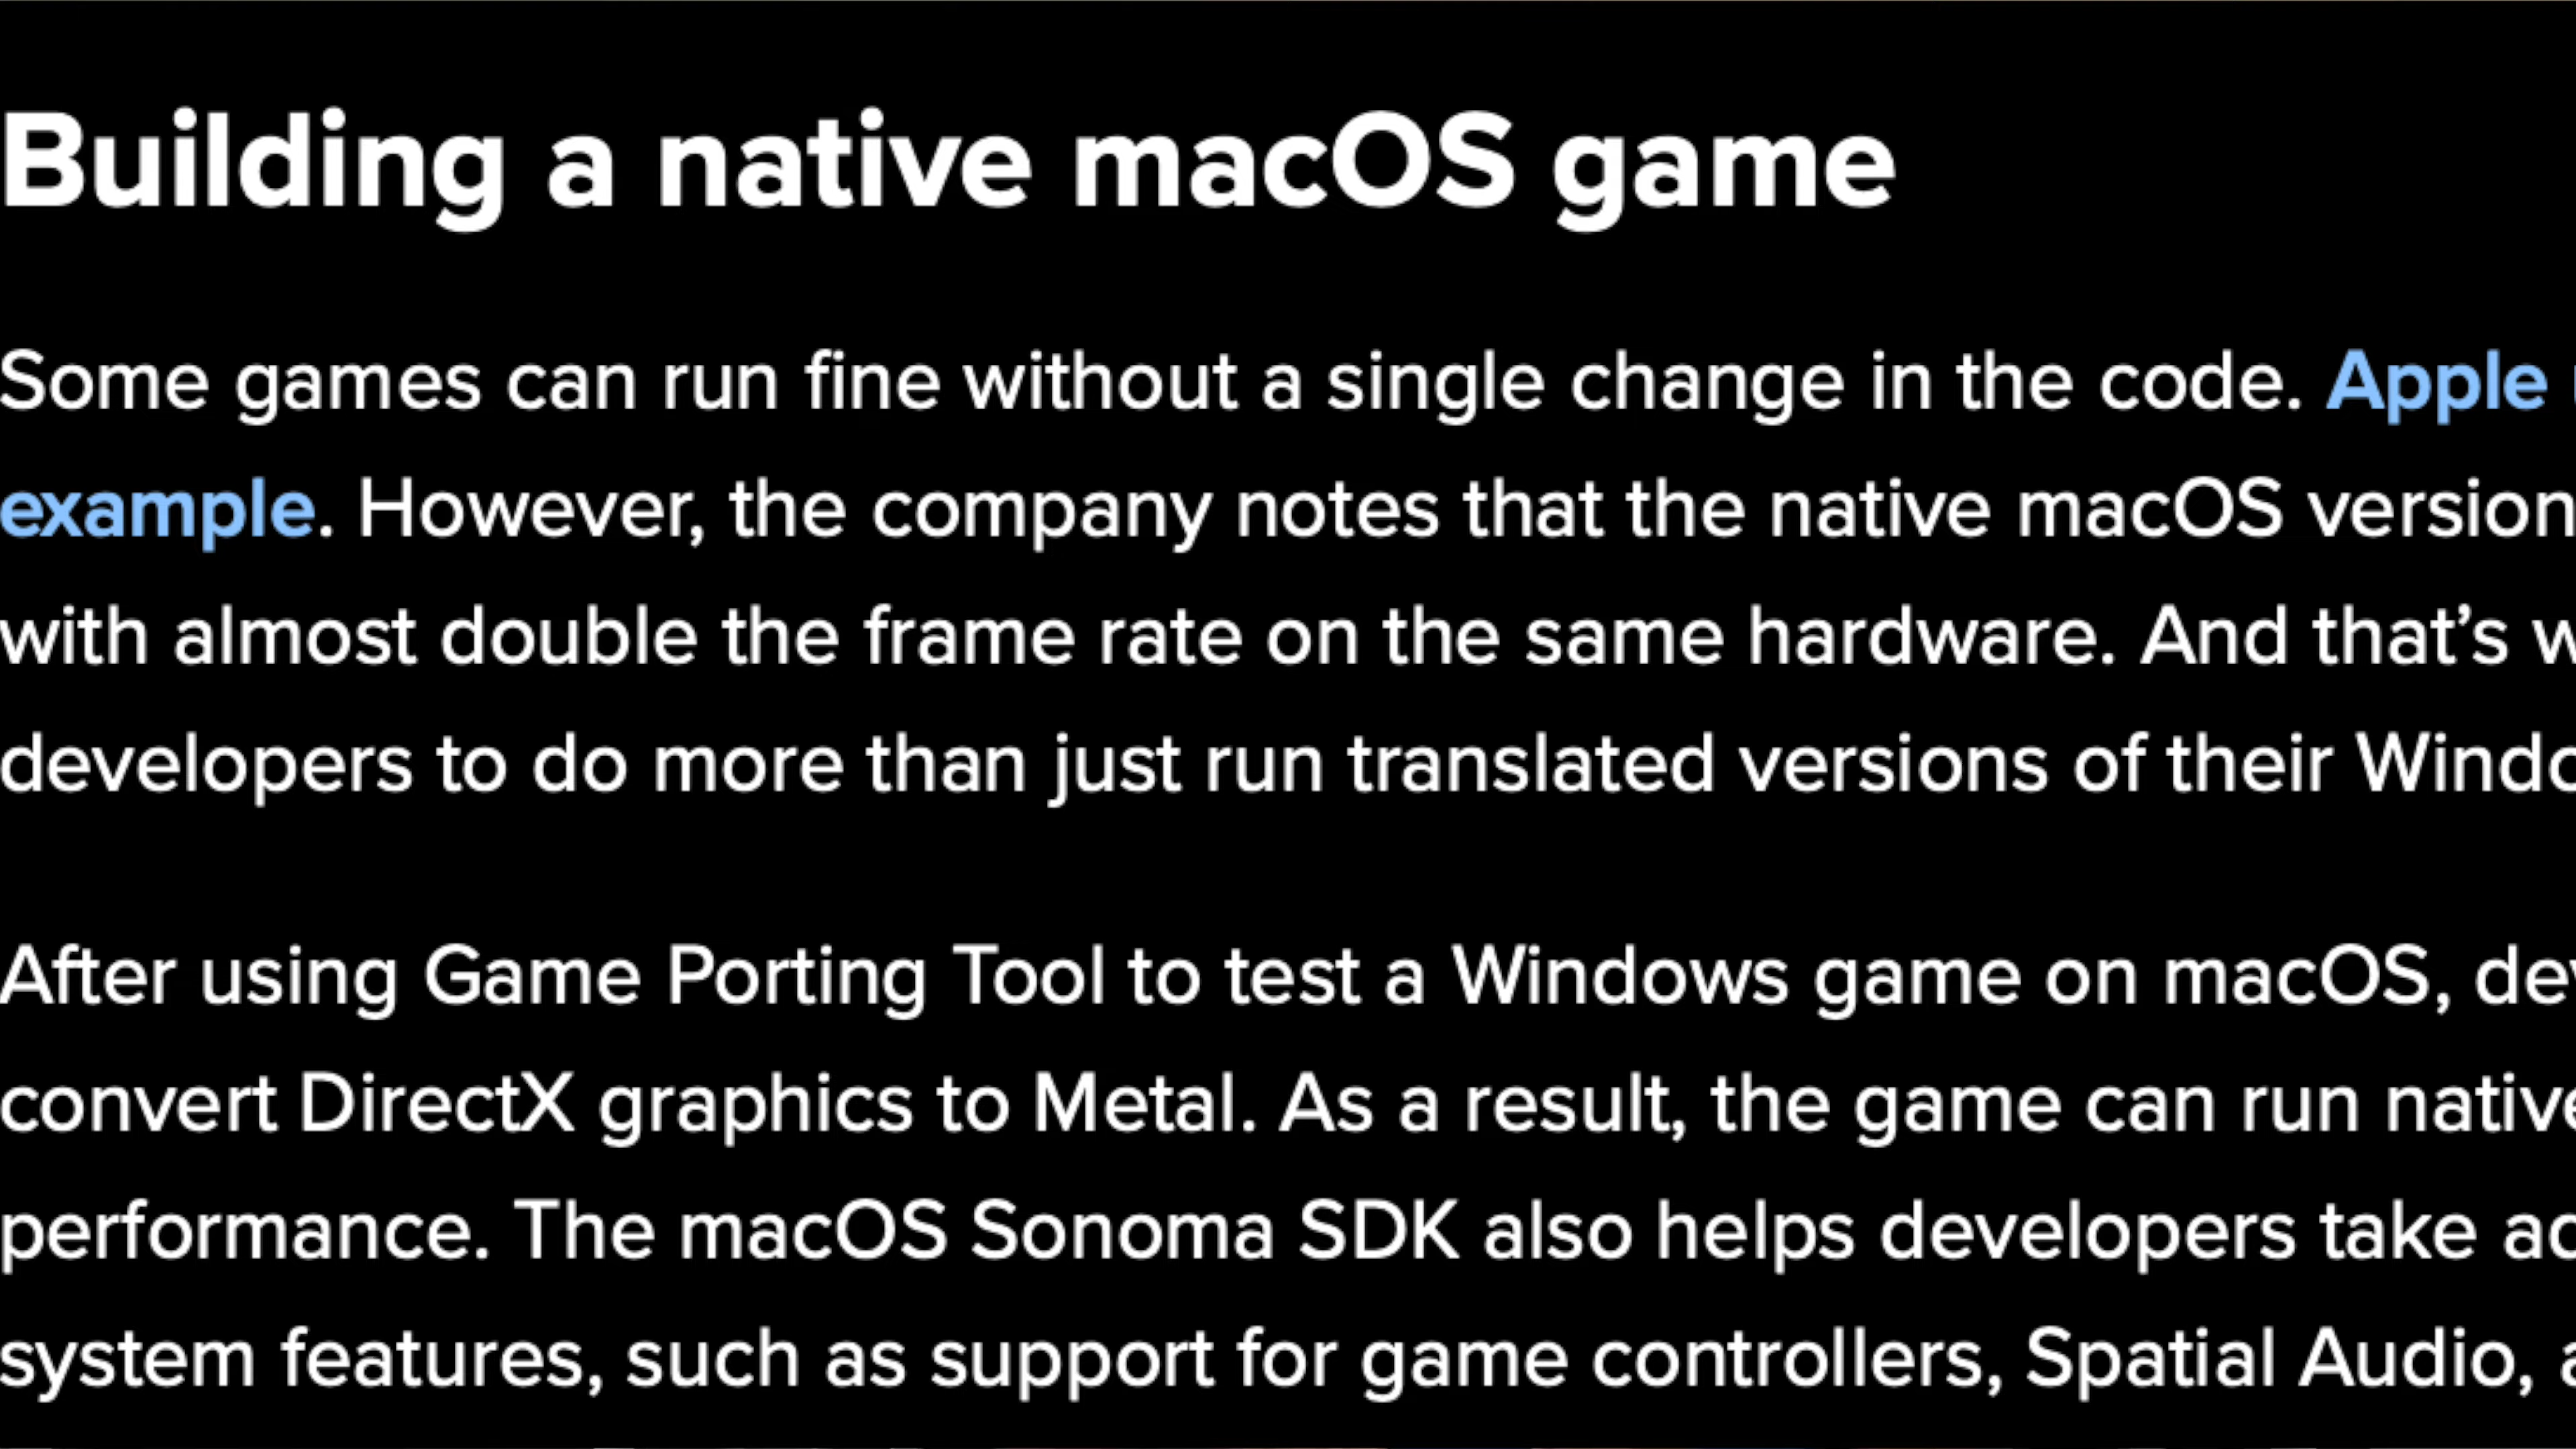 Building a native macOS game
Some games can run fine without a single change in the code. Apple
example. However, the company notes that the native macOS version
with almost double the frame rate on the same hardware. And that’s
developers to do more than just run translated versions of their
After using Game Porting Tool to test a Windows game on macOS,
convert DirectX graphics to Metal. As a result, the game can run
performance. The macOS Sonoma SDK also helps developers take
system features, such as support for game controllers, Spatial Audio,